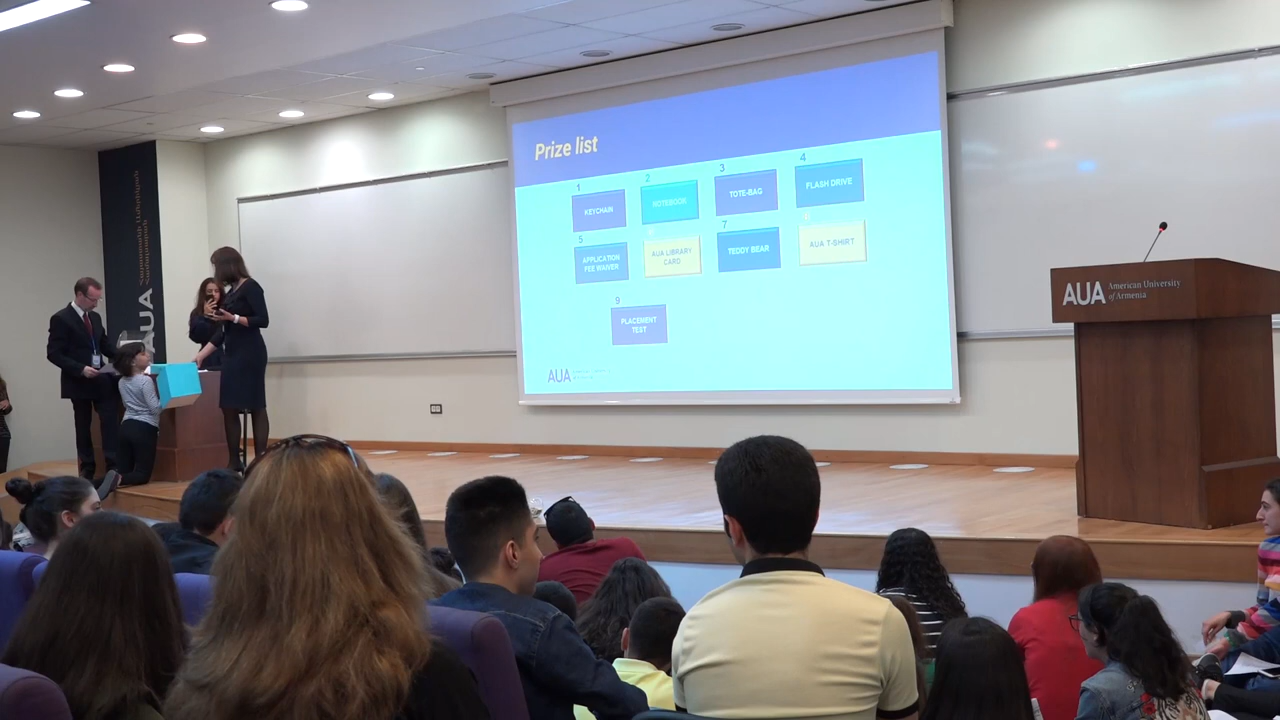 Prize list
1
2
3
4
KEYCHAIN
NOTEBOOK
TOTE-BAG
FLASH DRIVE
5
7
APPLICATION
FEE WAIVER
AUA LIBRARY
CARD
TEDDY BEAR
AUA T-SHIRT
9
PLACEMENT
TEST
AUA
AUA
AUA American University
of Armenia